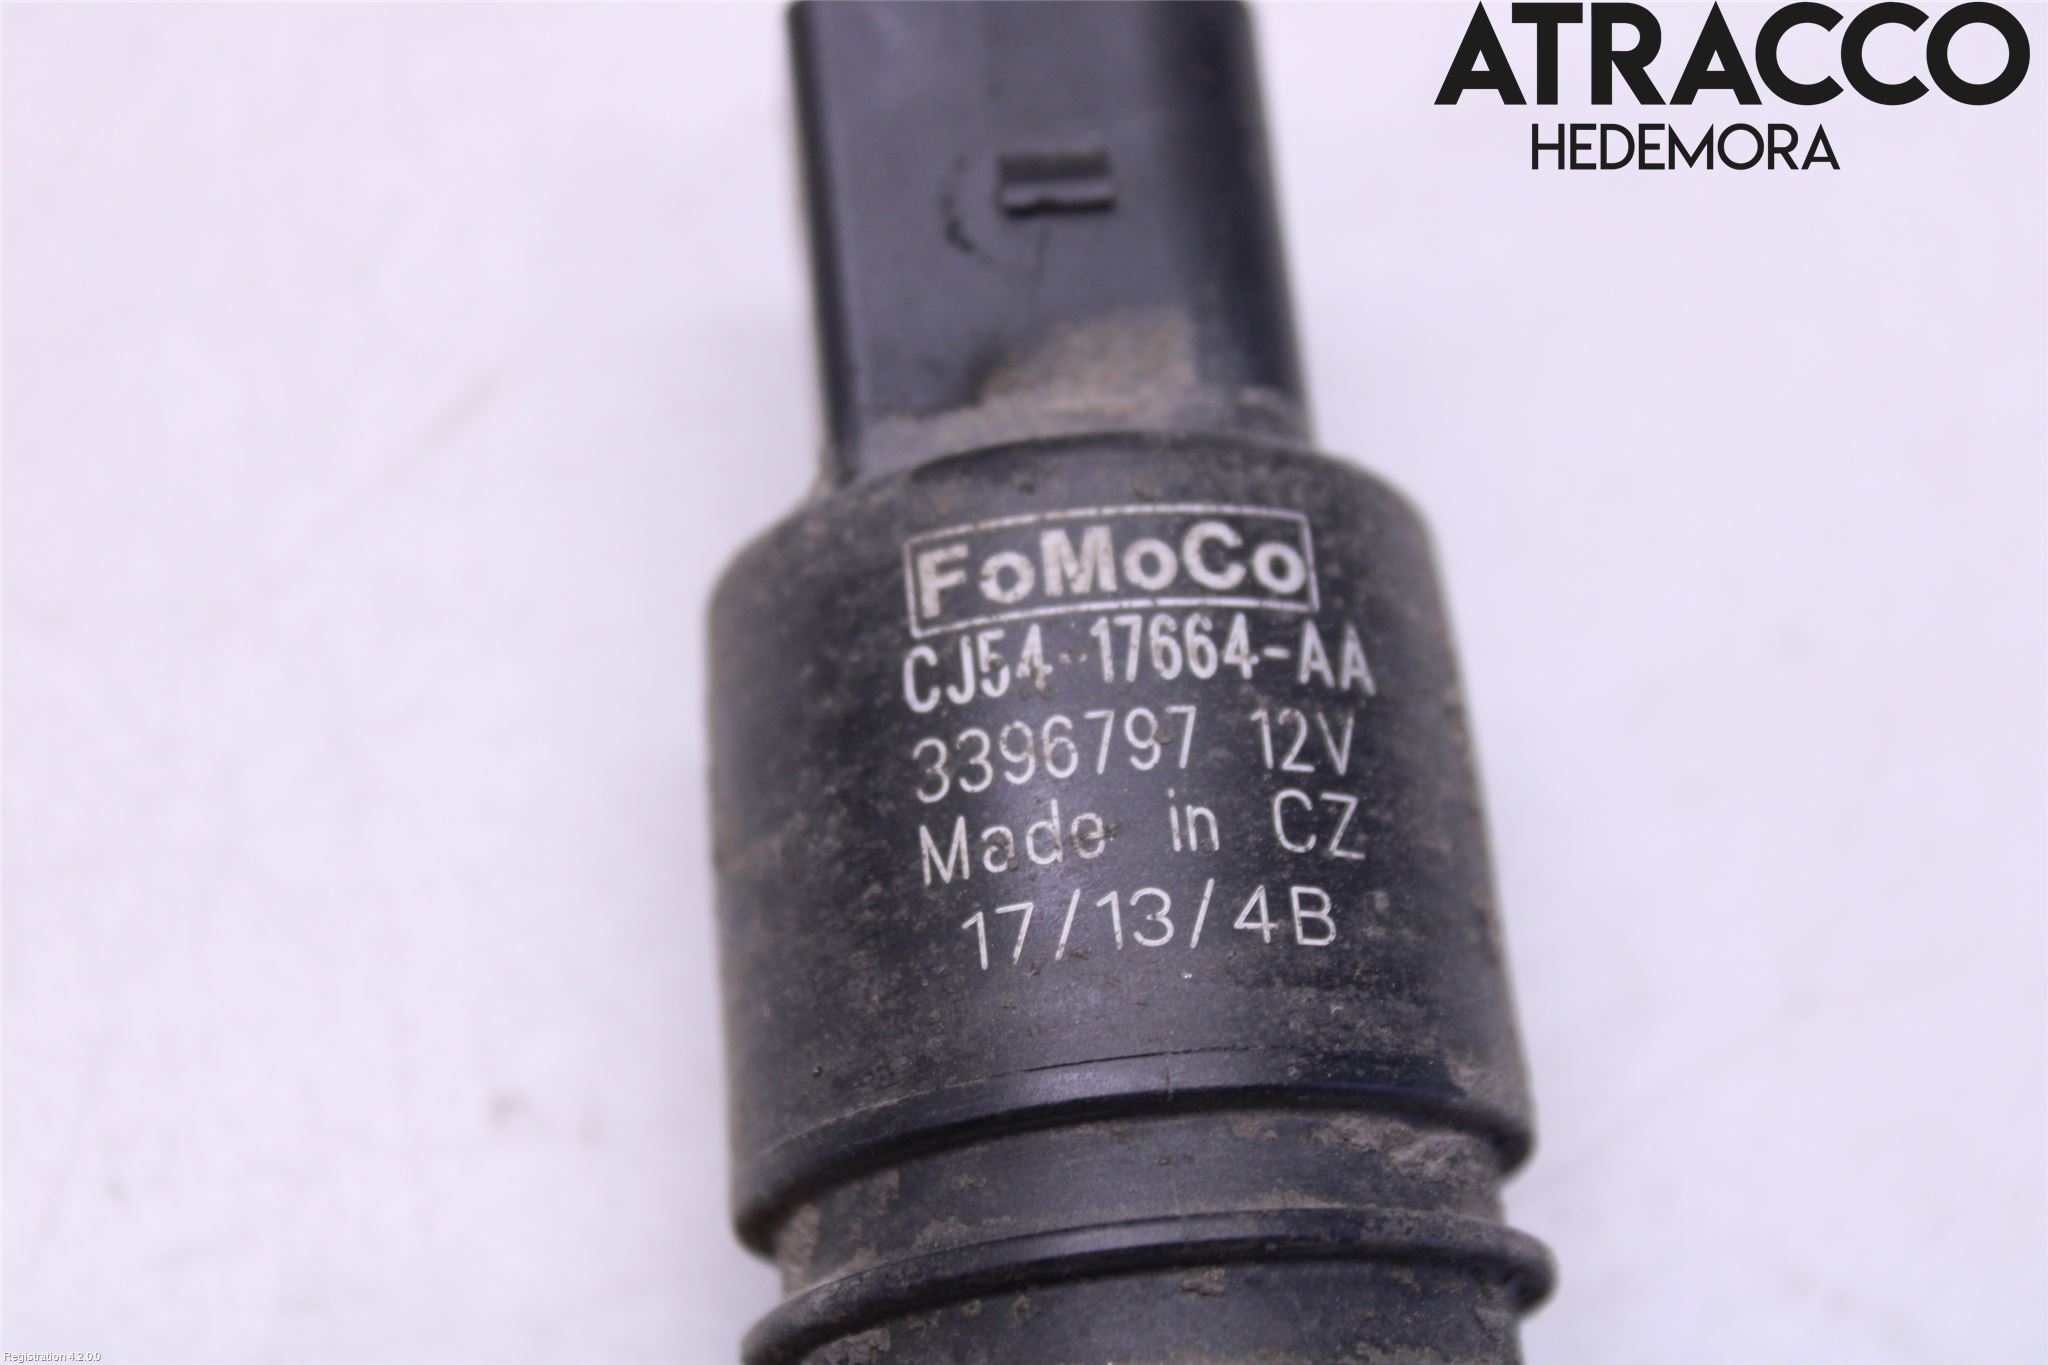 ATRACCO
HEDEMORA
FoMoCo
CJ54-17664-AA
3396797 12V
Made in CZ
17/13/4B
Registration 4.2.0.0